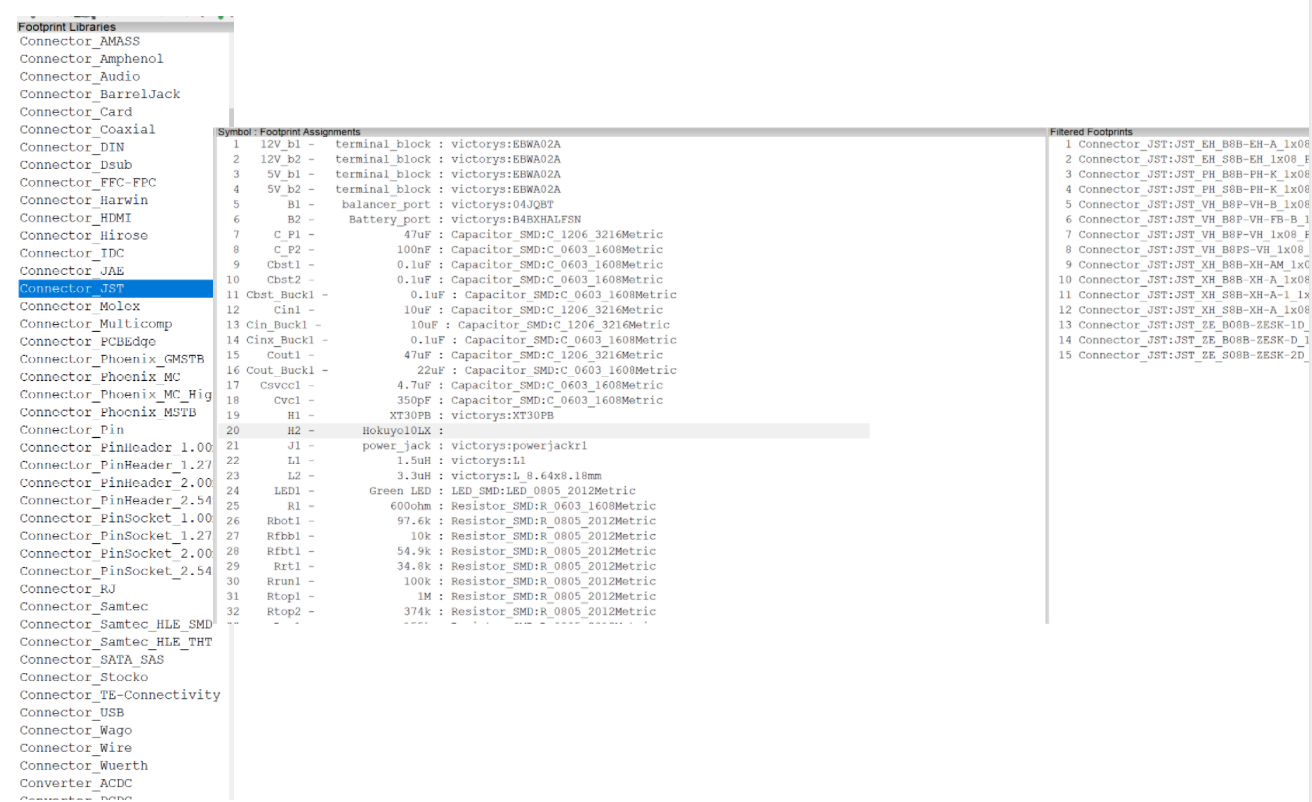 Footprint Libraries
Connector_AMASS
Connector_Amphenol
Connector_Audio
Connector_BarrelJack
Connector_Card
Connector_Coaxial
Connector_DIN
Connector_Dsub
Connector_FFC-FPC
Connector_Harwin
Connector_HDMI
Connector_Hirose
Connector_IDC
Connector_JAE
Connector_JST
Connector_Molex
Connector_Multicomp
Connector_PCBEdge
Connector_Phoenix_GMSTB
Connector_Phoenix_MC
Connector_Phoenix_MC_Hig
Connector_Phoenix_MSTB
Connector_Pin
Connector_PinHeader_1.00
Connector_PinHeader_1.27
Connector_PinHeader_2.00
Connector_PinHeader_2.54
Connector_PinSocket_1.00
Connector_PinSocket_1.27
Connector_PinSocket_2.00
Connector_PinSocket_2.54
Connector_RJ
Connector_Samtec
Connector_Samtec_HLE_SMD
Connector_Samtec_HLE_THT
Connector_SATA_SAS
Connector_Stocko
Connector_TE-Connectivity
Connector_USB
Connector_Wago
Connector_Wire
Connector_Wuerth
Converter_ACDC
Converter_DCDC
Symbol : Footprint Assignments
1 12V_b1 - terminal_block : victorys:EBWA02A
2 12V_b2 - terminal_block : victorys:EBWA02A
3 5V_b1 - terminal_block : victorys:EBWA02A
4 5V_b2 - terminal_block : victorys:EBWA02A
5 B1 - balancer_port : victorys:04JQBT
6 B2 - Battery_port : victorys:B4BXHALFSN
7 C_P1 - 47uF : Capacitor_SMD:C_1206_3216Metric
8 C_P2 - 100nF : Capacitor_SMD:C_0603_1608Metric
9 Cbst1 - 0.1uF : Capacitor_SMD:C_0603_1608Metric
10 Cbst2 - 0.1uF : Capacitor_SMD:C_0603_1608Metric
11 Cbst_Buck1 - 0.1uF : Capacitor_SMD:C_0603_1608Metric
12 Cin1 - 10uF : Capacitor_SMD:C_1206_3216Metric
13 Cin_Buck1 - 10uF : Capacitor_SMD:C_1206_3216Metric
14 Cinx_Buck1 - 0.1uF : Capacitor_SMD:C_0603_1608Metric
15 Cout1 - 47uF : Capacitor_SMD:C_1206_3216Metric
16 Cout_Buck1 - 22uF : Capacitor_SMD:C_0603_1608Metric
17 Csvcc1 - 4.7uF : Capacitor_SMD:C_0603_1608Metric
18 Cvc1 - 350pF : Capacitor_SMD:C_0603_1608Metric
19 H1 - XT30PB : victorys:XT30PB
20 H2 - Hokuyo10LX :
21 J1 - power_jack : victorys:powerjackr1
22 L1 - 1.5uH : victorys:L1
23 L2 - 3.3uH : victorys:L_8.64x8.18mm
24 LED1 - Green LED : LED_SMD:LED_0805_2012Metric
25 R1 - 600ohm : Resistor_SMD:R_0603_1608Metric
26 Rbot1 - 97.6k : Resistor_SMD:R_0805_2012Metric
27 Rfbb1 - 10k : Resistor_SMD:R_0805_2012Metric
28 Rfbt1 - 54.9k : Resistor_SMD:R_0805_2012Metric
29 Rrt1 - 34.8k : Resistor_SMD:R_0805_2012Metric
30 Rrun1 - 100k : Resistor_SMD:R_0805_2012Metric
31 Rtop1 - 1M : Resistor_SMD:R_0805_2012Metric
32 Rtop2 - 374k : Resistor_SMD:R_0805_2012Metric
Filtered Footprints
1 Connector_JST:JST_EH_B8B-EH-A_1x08
2 Connector_JST:JST_EH_S8B-EH_1x08_P
3 Connector_JST:JST_PH_B8B-PH-K_1x08
4 Connector_JST:JST_PH_S8B-PH-K_1x08
5 Connector_JST:JST_VH_B8P-VH-B_1x08
6 Connector_JST:JST_VH_B8P-VH-FB-B_1
7 Connector_JST:JST_VH_B8P-VH_1x08_P
8 Connector_JST:JST_VH_B8PS-VH_1x08_
9 Connector_JST:JST_XH_B8B-XH-AM_1x0
10 Connector_JST:JST_XH_B8B-XH-A_1x08
11 Connector_JST:JST_XH_S8B-XH-A-1_1x
12 Connector_JST:JST_XH_S8B-XH-A_1x08
13 Connector_JST:JST_ZE_B08B-ZESK-1D_
14 Connector_JST:JST_ZE_B08B-ZESK-D_1
15 Connector_JST:JST_ZE_S08B-ZESK-2D_